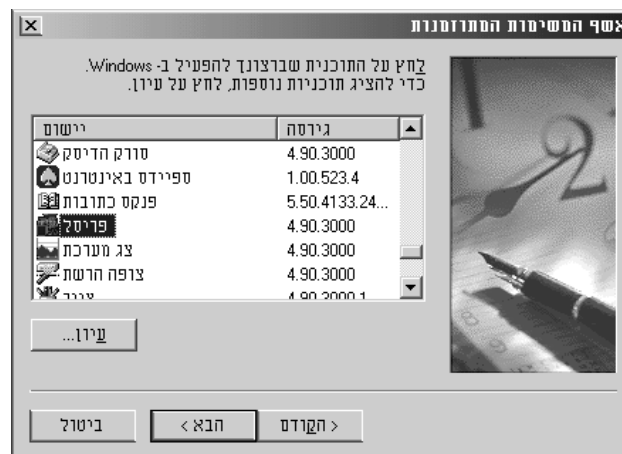 אשף המשימות המתוזמנות
לחץ על התוכנית שברצונך להפעיל ב- Windows.
כדי להציג תוכניות נוספות, לחץ על עיון.
יישום גירסה
סורק הדיסק 4.90.3000
ספיידס באינטרנט 1.00.523.4
פנקס כתובות 5.50.4133.24...
פריסל 4.90.3000
צג מערכת 4.90.3000
צופה הרשת 4.90.3000
צייר 4.90.3000.1
עיון...
< הקודם הבא > ביטול